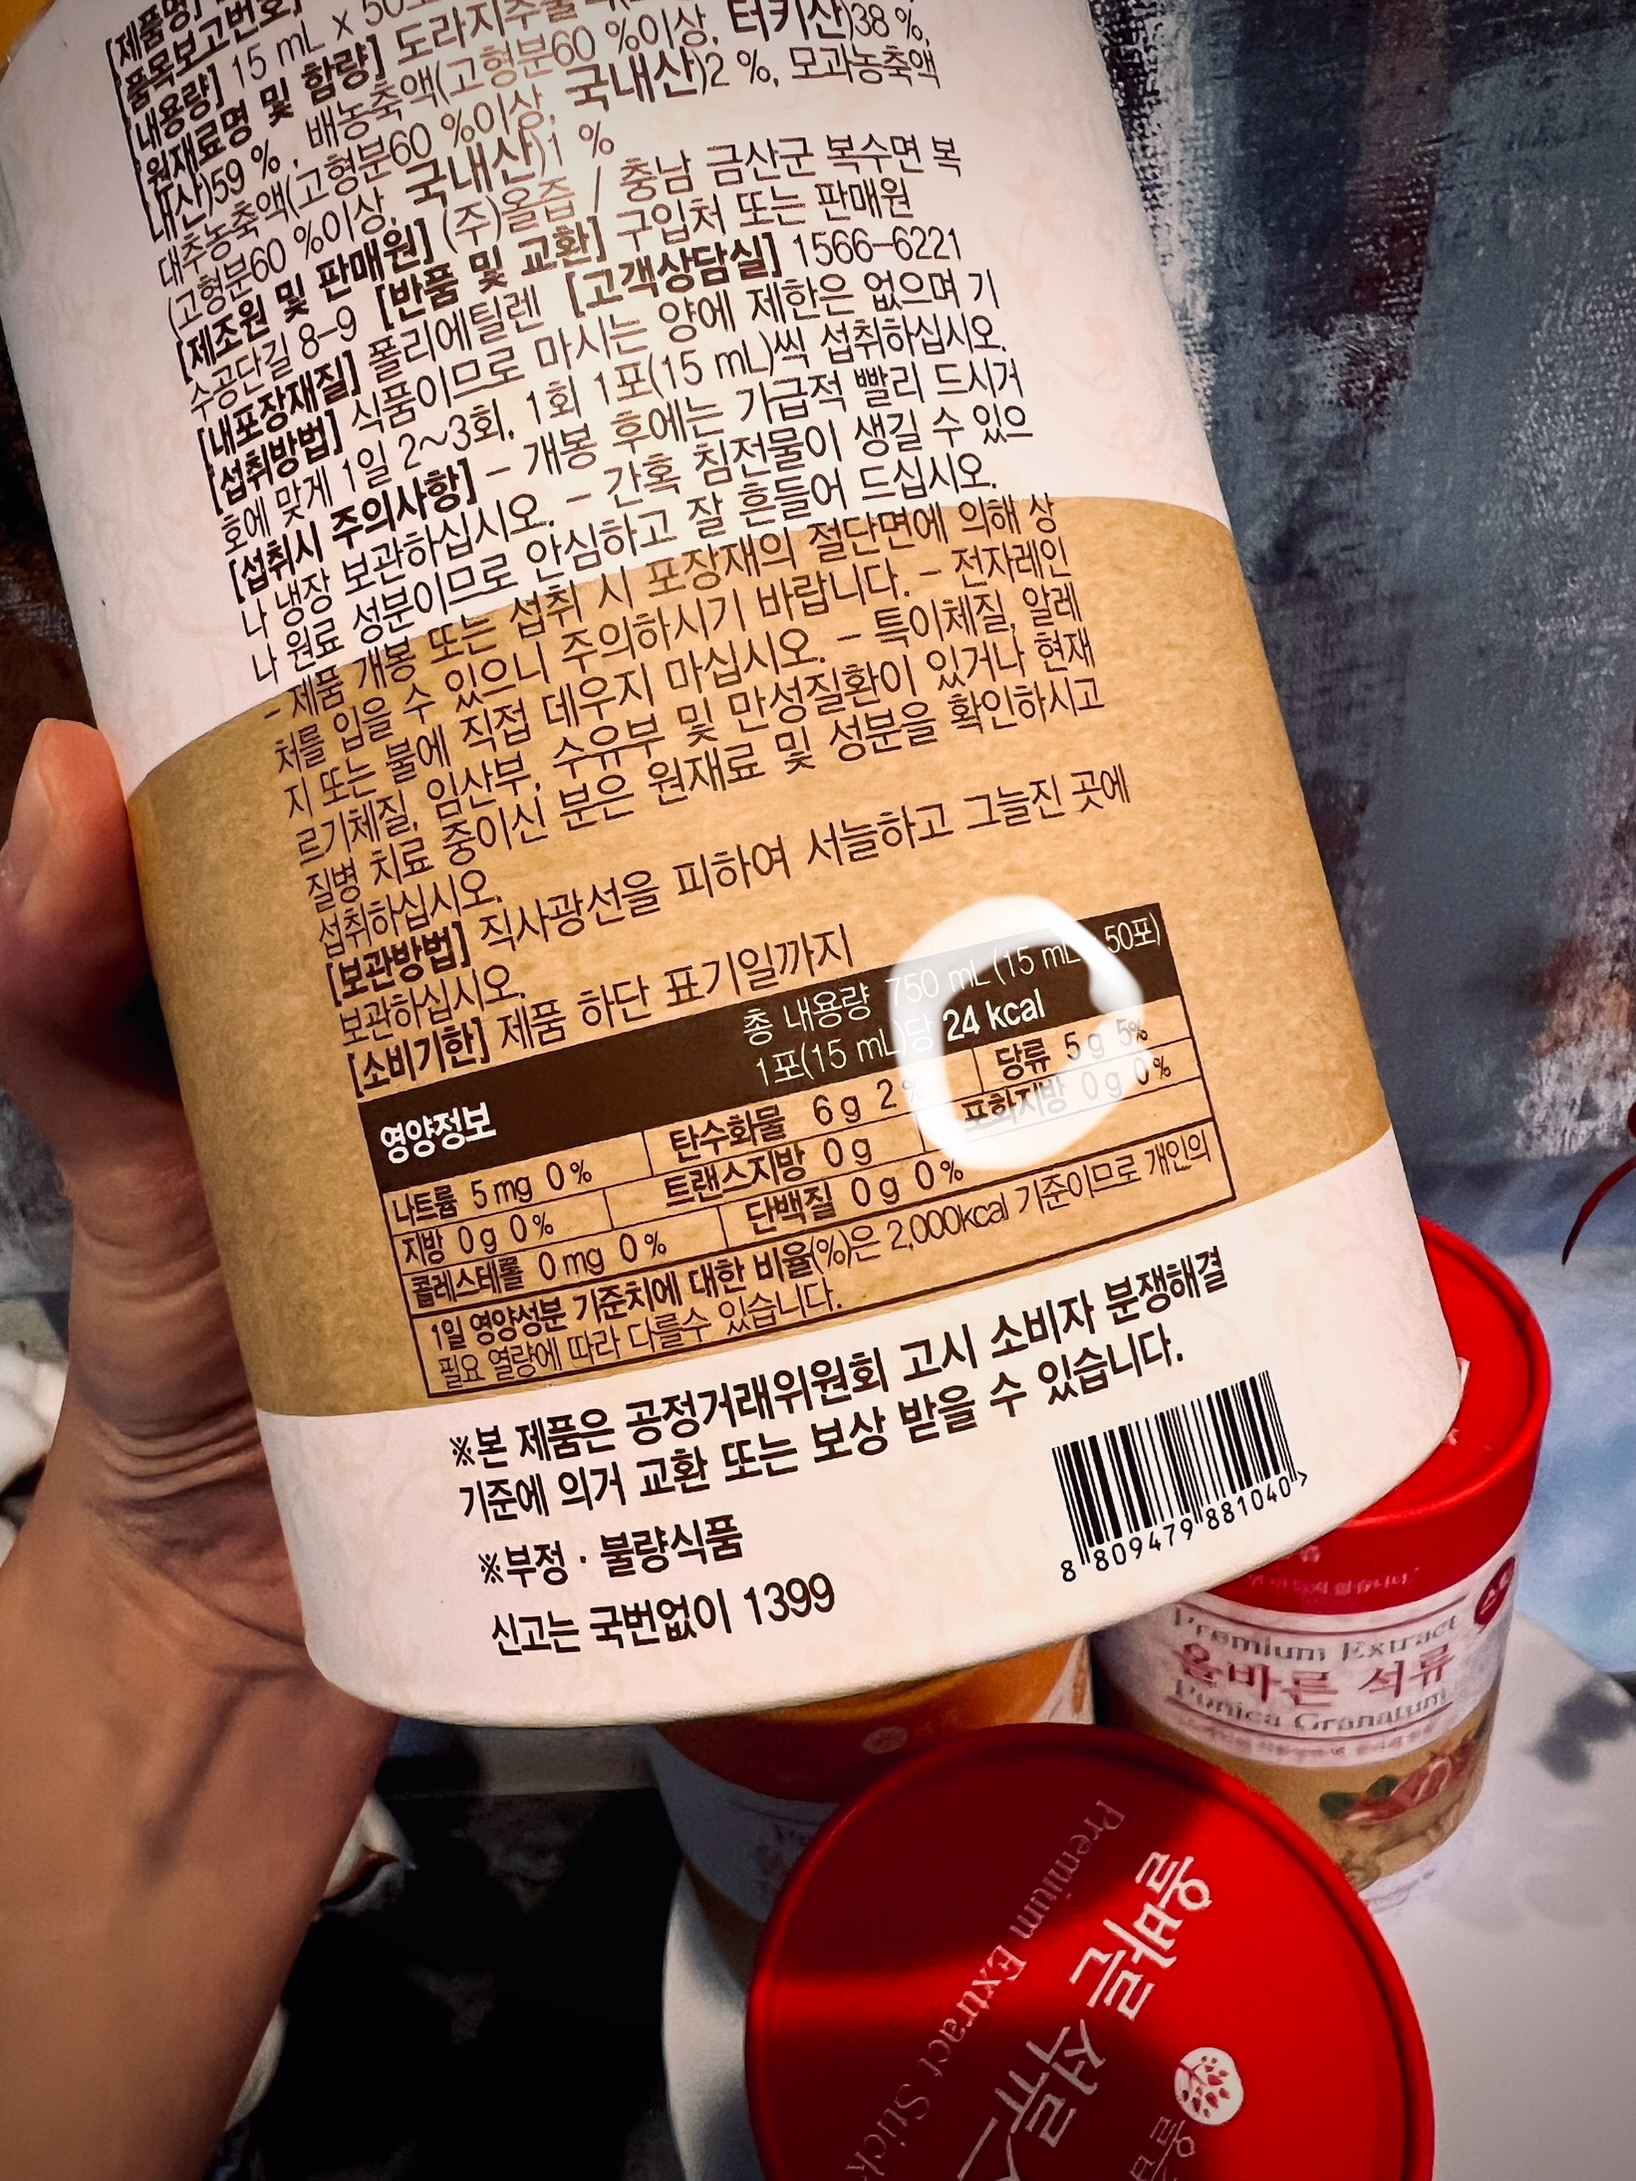 [제품명]
[품목보고번호]
[내용량] 15 mL x 50포
[원재료명 및 함량] 도라지추출액
내산)59 %, 배농축액(고형분60 %이상, 터키산)38 %,
대추농축액(고형분60 %이상, 국내산)2 %, 모과농축액
(고형분60 %이상, 국내산)1 %
[제조원 및 판매원] (주)올즙 / 충남 금산군 복수면 복
수공단길 8-9 [반품 및 교환] 구입처 또는 판매원
[내포장재질] 폴리에틸렌 [고객상담실] 1566-6221
[섭취방법] 식품이므로 마시는 양에 제한은 없으며 기
호에 맞게 1일 2~3회, 1회 1포(15 mL)씩 섭취하십시오.
[섭취시 주의사항] - 개봉 후에는 가급적 빨리 드시거
나 냉장 보관하십시오. - 간혹 침전물이 생길 수 있으
나 원료 성분이므로 안심하고 잘 흔들어 드십시오.
- 제품 개봉 또는 섭취 시 포장재의 절단면에 의해 상
처를 입을 수 있으니 주의하시기 바랍니다. - 전자레인
지 또는 불에 직접 데우지 마십시오. - 특이체질, 알레
르기체질, 임산부, 수유부 및 만성질환이 있거나 현재
질병 치료 중이신 분은 원재료 및 성분을 확인하시고
섭취하십시오.
[보관방법] 직사광선을 피하여 서늘하고 그늘진 곳에
보관하십시오.
[소비기한] 제품 하단 표기일까지
영양정보
총 내용량 750 mL (15 mL 50포)
1포(15 mL)당 24 kcal
나트륨 5 mg 0 % 탄수화물 6 g 2 % 당류 5 g 5%
지방 0 g 0 % 트랜스지방 0 g 포화지방 0 g 0 %
콜레스테롤 0 mg 0 % 단백질 0 g 0 %
1일 영양성분 기준치에 대한 비율(%)은 2,000kcal 기준이므로 개인의
필요 열량에 따라 다를수 있습니다.
※본 제품은 공정거래위원회 고시 소비자 분쟁해결
기준에 의거 교환 또는 보상 받을 수 있습니다.
※부정 · 불량식품
신고는 국번없이 1399
8 809479 881040 >
Premium Extract
올바른 석류
Punica Granatum
올바른 석류
Premium Extract Stick
올즙